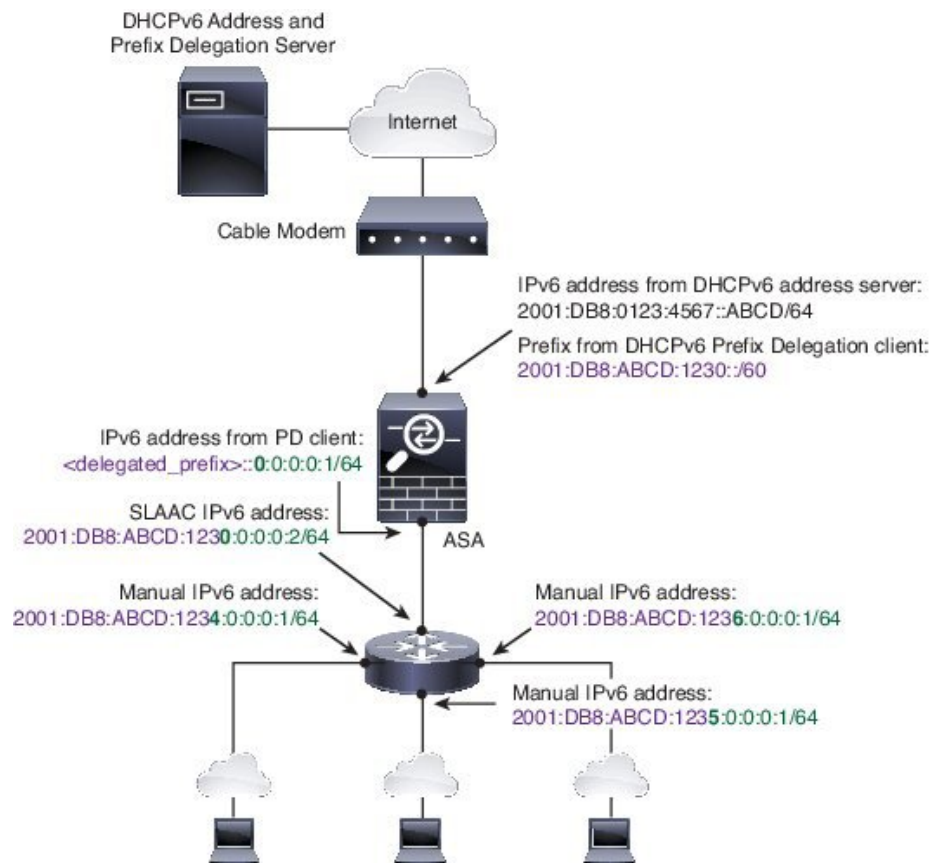 DHCPv6 Address and
Prefix Delegation Server
Internet
Cable Modem
IPv6 address from DHCPv6 address server:
2001:DB8:0123:4567::ABCD/64
Prefix from DHCPv6 Prefix Delegation client:
2001:DB8:ABCD:1230::/60
IPv6 address from PD client:
<delegated_prefix>::0:0:0:0:1/64
SLAAC IPv6 address:
2001:DB8:ABCD:1230:0:0:0:2/64
ASA
Manual IPv6 address:
2001:DB8:ABCD:1234:0:0:0:1/64
Manual IPv6 address:
2001:DB8:ABCD:1236:0:0:0:1/64
Manual IPv6 address:
2001:DB8:ABCD:1235:0:0:0:1/64